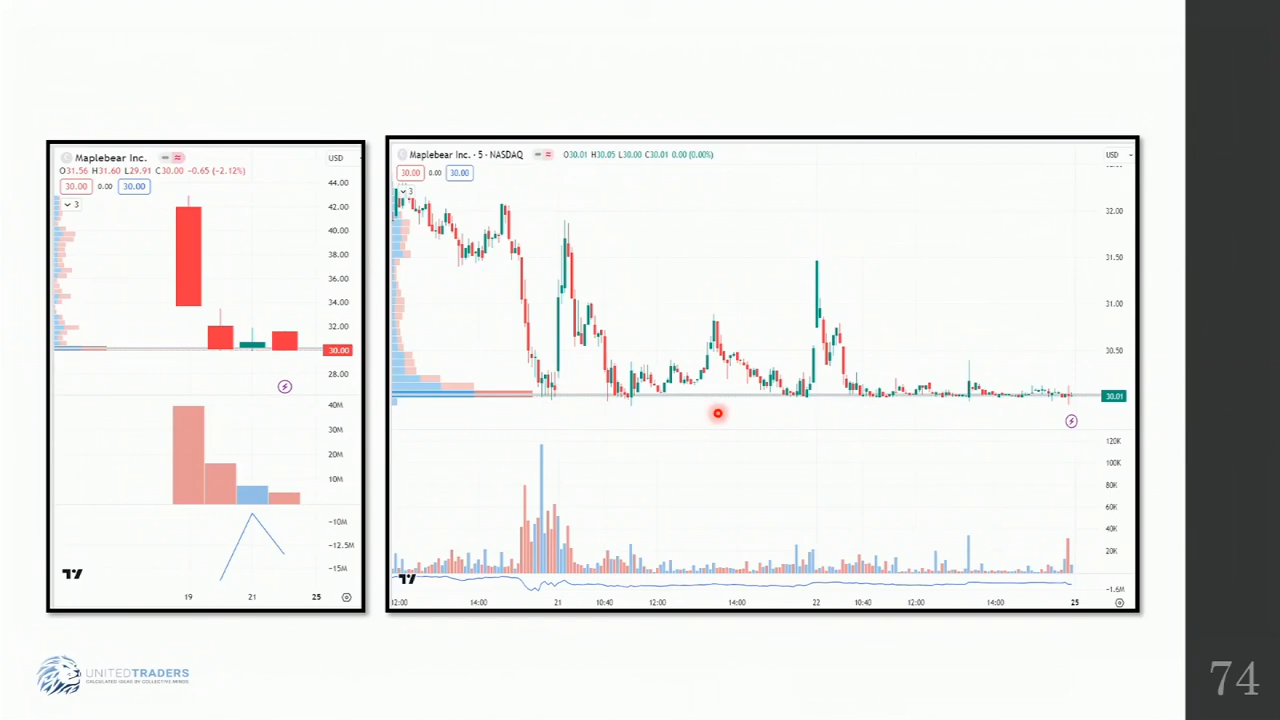 Maplebear Inc.
USD
O31.56 H31.60 L29.91 C30.00 −0.65 (−2.12%)
30.00 0.00 30.00
3
44.00
42.00
40.00
38.00
36.00
34.00
32.00
30.00
28.00
40M
30M
20M
10M
−10M
−12.5M
−15M
19 21 25
Maplebear Inc. · 5 · NASDAQ
O30.01 H30.05 L30.00 C30.01 0.00 (0.00%)
USD
30.00 0.00 30.00
3
32.00
31.50
31.00
30.50
30.01
120K
100K
80K
60K
40K
20K
−1.6M
12:00 14:00 21 10:40 12:00 14:00 22 10:40 12:00 14:00 25
UNITEDTRADERS
CALCULATED IDEAS BY COLLECTIVE MINDS
74